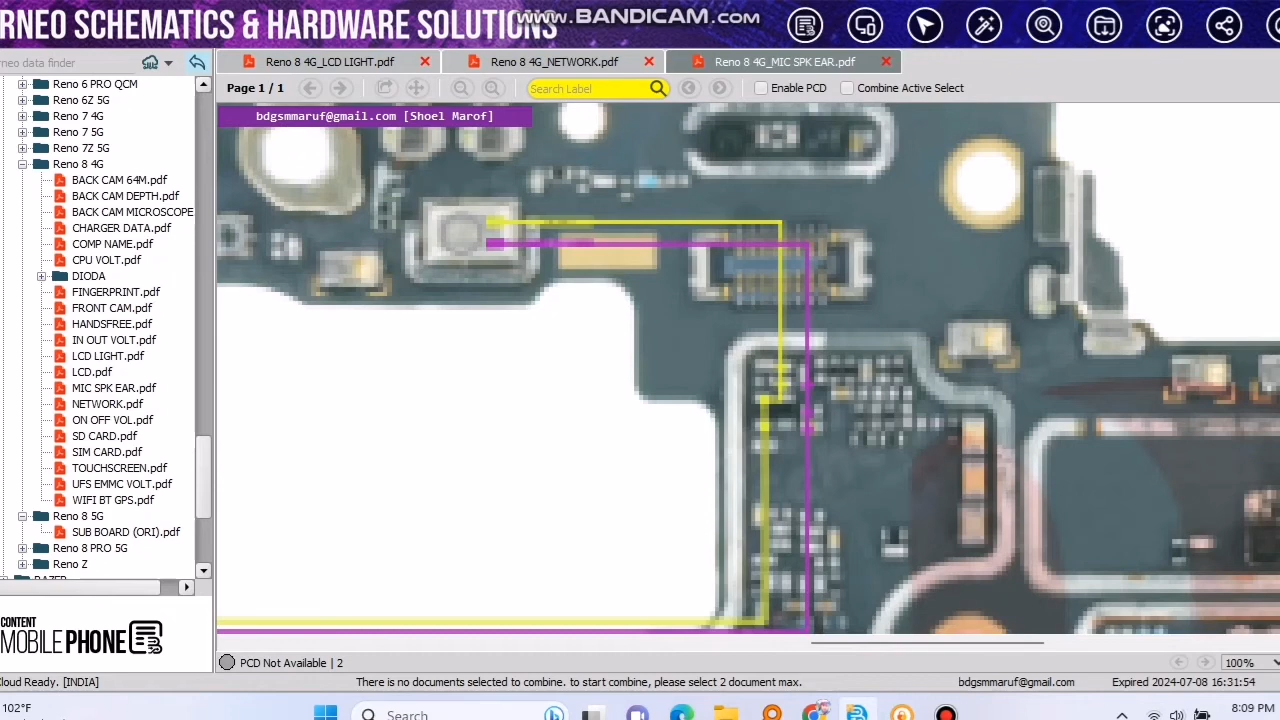 RNEO SCHEMATICS & HARDWARE SOLUTIONS
www.BANDICAM.com
rneo data finder
Reno 8 4G_LCD LIGHT.pdf
Reno 8 4G_NETWORK.pdf
Reno 8 4G_MIC SPK EAR.pdf
Page 1 / 1
Search Label
Enable PCD
Combine Active Select
bdgsmmaruf@gmail.com [Shoel Marof]
Reno 6 PRO QCM
Reno 6Z 5G
Reno 7 4G
Reno 7 5G
Reno 7Z 5G
Reno 8 4G
BACK CAM 64M.pdf
BACK CAM DEPTH.pdf
BACK CAM MICROSCOPE
CHARGER DATA.pdf
COMP NAME.pdf
CPU VOLT.pdf
DIODA
FINGERPRINT.pdf
FRONT CAM.pdf
HANDSFREE.pdf
IN OUT VOLT.pdf
LCD LIGHT.pdf
LCD.pdf
MIC SPK EAR.pdf
NETWORK.pdf
ON OFF VOL.pdf
SD CARD.pdf
SIM CARD.pdf
TOUCHSCREEN.pdf
UFS EMMC VOLT.pdf
WIFI BT GPS.pdf
Reno 8 5G
SUB BOARD (ORI).pdf
Reno 8 PRO 5G
Reno Z
CONTENT
MOBILE PHONE
PCD Not Available | 2
100%
loud Ready. [INDIA]
There is no documents selected to combine. to start combine, please select 2 document max.
bdgsmmaruf@gmail.com
Expired 2024-07-08 16:31:54
102°F
Search
8:09 PM